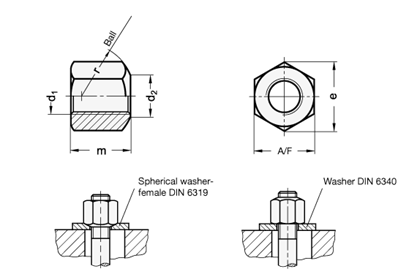 Ball
r
d1
d2
m
e
A/F
Spherical washer-
female DIN 6319
Washer DIN 6340